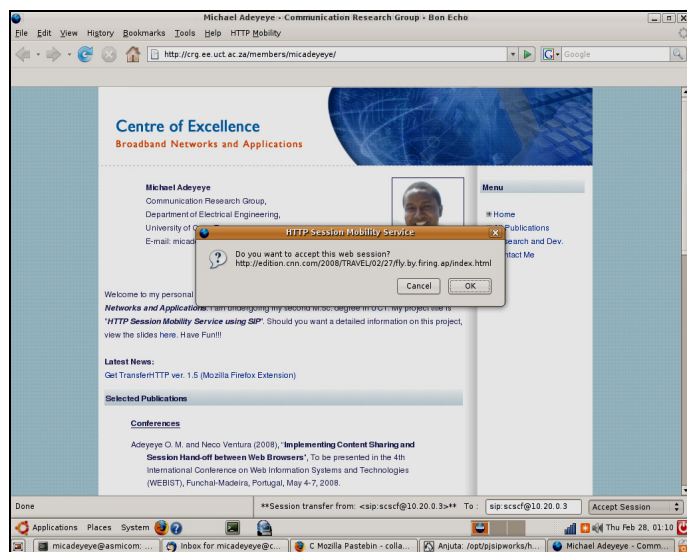 Michael Adeyeye - Communication Research Group - Bon Echo
File Edit View History Bookmarks Tools Help HTTP Mobility
http://crg.ee.uct.ac.za/members/micadeyeye/
G Google
Centre of Excellence
Broadband Networks and Applications
Michael Adeyeye
Communication Research Group,
Department of Electrical Engineering,
University of
E-mail: micade
Menu
Home
Publications
search and Dev.
ntact Me
HTTP Session Mobility Service
Do you want to accept this web session?
http://edition.cnn.com/2008/TRAVEL/02/27/fly.by.firing.ap/index.html
Cancel OK
Welcome to my personal
Networks and Applications. I am undergoing my second M.Sc. degree in UCT. My project title is
"HTTP Session Mobility Service using SIP". Should you want a detailed information on this project,
view the slides here. Have Fun!!!
Latest News:
Get TransferHTTP ver. 1.5 (Mozilla Firefox Extension)
Selected Publications
Conferences
Adeyeye O. M. and Neco Ventura (2008), "Implementing Content Sharing and
Session Hand-off between Web Browsers", To be presented in the 4th
International Conference on Web Information Systems and Technologies
(WEBIST), Funchal-Madeira, Portugal, May 4-7, 2008.
Done **Session transfer from: <sip:scscf@10.20.0.3>** To : sip:scscf@10.20.0.3 Accept Session
Applications Places System Thu Feb 28, 01:10
micadeyeye@asmicom: ... Inbox for micadeyeye@c... C Mozilla Pastebin - colla... Anjuta: /opt/pjsipworks/h... Michael Adeyeye - Comm...